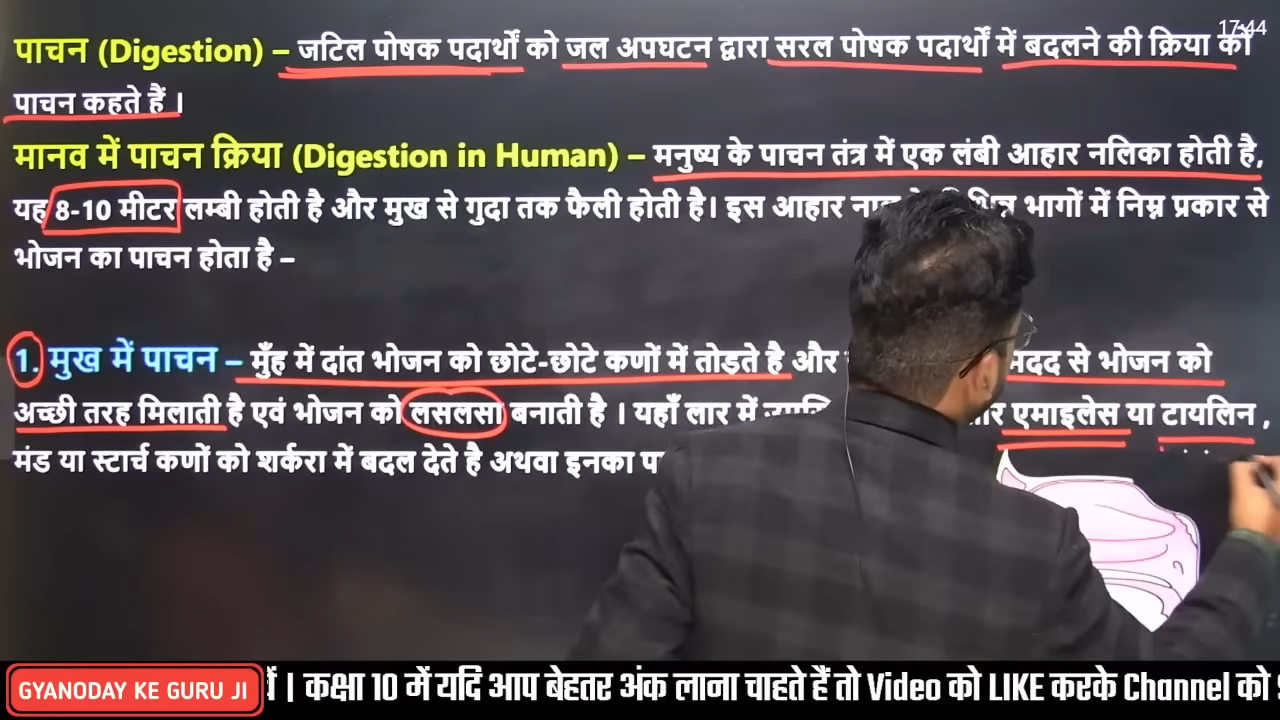 17:44
पाचन (Digestion) – जटिल पोषक पदार्थों को जल अपघटन द्वारा सरल पोषक पदार्थों में बदलने की क्रिया को
पाचन कहते हैं ।
मानव में पाचन क्रिया (Digestion in Human) – मनुष्य के पाचन तंत्र में एक लंबी आहार नलिका होती है,
यह 8-10 मीटर लम्बी होती है और मुख से गुदा तक फैली होती है। इस आहार भागों में निम्न प्रकार से
भोजन का पाचन होता है –
1. मुख में पाचन – मुँह में दांत भोजन को छोटे-छोटे कणों में तोड़ते है और मदद से भोजन को
अच्छी तरह मिलाती है एवं भोजन को लसलसा बनाती है । यहाँ लार में एमाइलेस या टायलिन ,
मंड या स्टार्च कणों को शर्करा में बदल देते है अथवा इनका
GYANODAY KE GURU JI । कक्षा 10 में यदि आप बेहतर अंक लाना चाहते हैं तो Video को LIKE करके Channel को